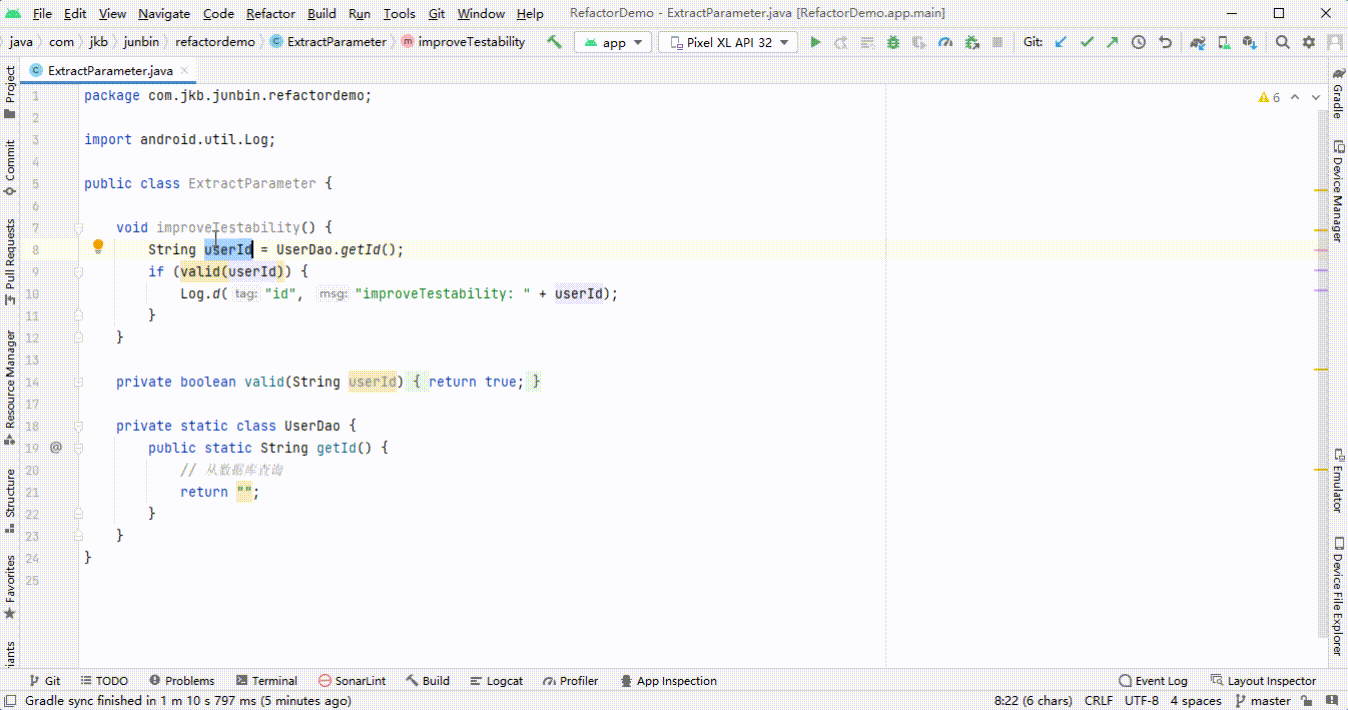 File Edit View Navigate Code Refactor Build Run Tools Git Window Help RefactorDemo - ExtractParameter.java [RefactorDemo.app.main]
java com jkb junbin refactordemo ExtractParameter improveTestability app Pixel XL API 32 Git:
ExtractParameter.java
6
1 package com.jkb.junbin.refactordemo;
2
3 import android.util.Log;
4
5 public class ExtractParameter {
6
7 void improveTestability() {
8 String userId = UserDao.getId();
9 if (valid(userId)) {
10 Log.d( tag: "id", msg: "improveTestability: " + userId);
11 }
12 }
13
14 private boolean valid(String userId) { return true; }
17
18 private static class UserDao {
19 @ public static String getId() {
20 // 从数据库查询
21 return "";
22 }
23 }
24 }
25
Project
Commit
Pull Requests
Resource Manager
Structure
Favorites
iants
Gradle
Device Manager
Emulator
Device File Explorer
Git TODO Problems Terminal SonarLint Build Logcat Profiler App Inspection Event Log Layout Inspector
Gradle sync finished in 1 m 10 s 797 ms (5 minutes ago) 8:22 (6 chars) CRLF UTF-8 4 spaces master